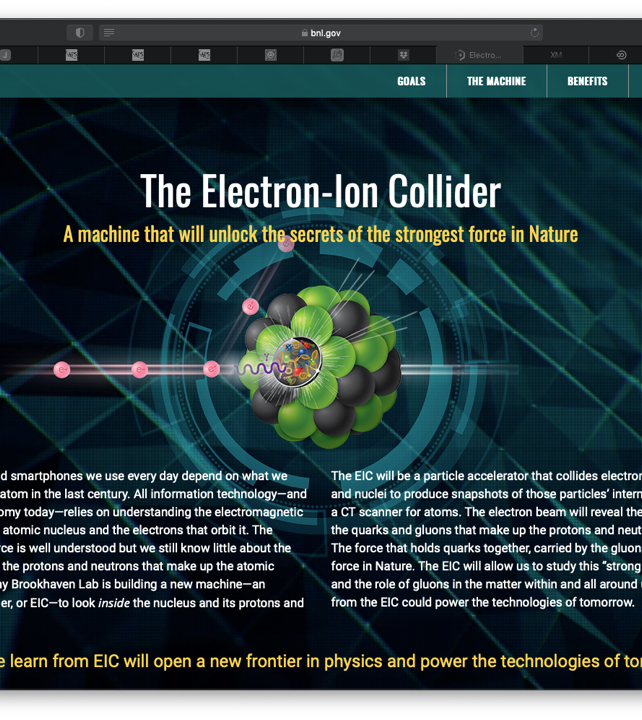 bnl.gov
Electro...
XM
GOALS
THE MACHINE
BENEFITS
The Electron-Ion Collider
A machine that will unlock the secrets of the strongest force in Nature
d smartphones we use every day depend on what we
atom in the last century. All information technology—and
omy today—relies on understanding the electromagnetic
atomic nucleus and the electrons that orbit it. The
ce is well understood but we still know little about the
the protons and neutrons that make up the atomic
y Brookhaven Lab is building a new machine—an
er, or EIC—to look inside the nucleus and its protons and
The EIC will be a particle accelerator that collides electron
and nuclei to produce snapshots of those particles' intern
a CT scanner for atoms. The electron beam will reveal the
the quarks and gluons that make up the protons and neut
The force that holds quarks together, carried by the gluon
force in Nature. The EIC will allow us to study this "strong
and the role of gluons in the matter within and all around
from the EIC could power the technologies of tomorrow.
e learn from EIC will open a new frontier in physics and power the technologies of to